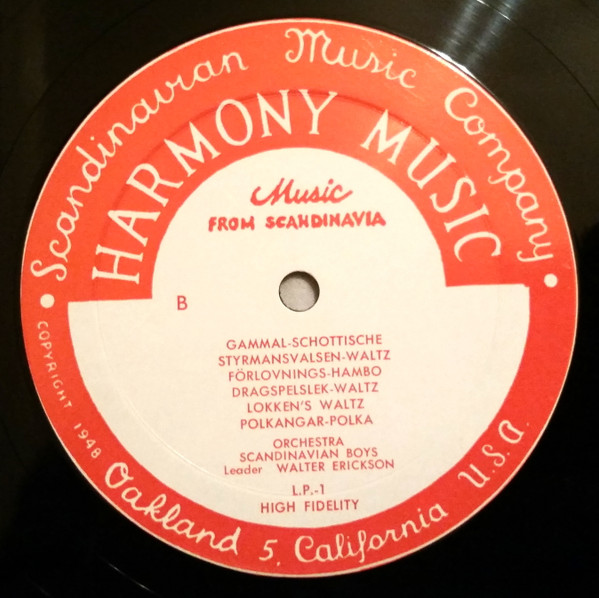 Scandinavian Music Company
HARMONY MUSIC
Music
FROM SCANDINAVIA
B
GAMMAL-SCHOTTISCHE
STYRMANSVALSEN-WALTZ
FÖRLOVNINGS-HAMBO
DRAGSPELSLEK-WALTZ
LOKKEN'S WALTZ
POLKANGAR-POLKA
ORCHESTRA
SCANDINAVIAN BOYS
Leader WALTER ERICKSON
L.P.-1
HIGH FIDELITY
COPYRIGHT 1948
Oakland 5, California U.S.A.